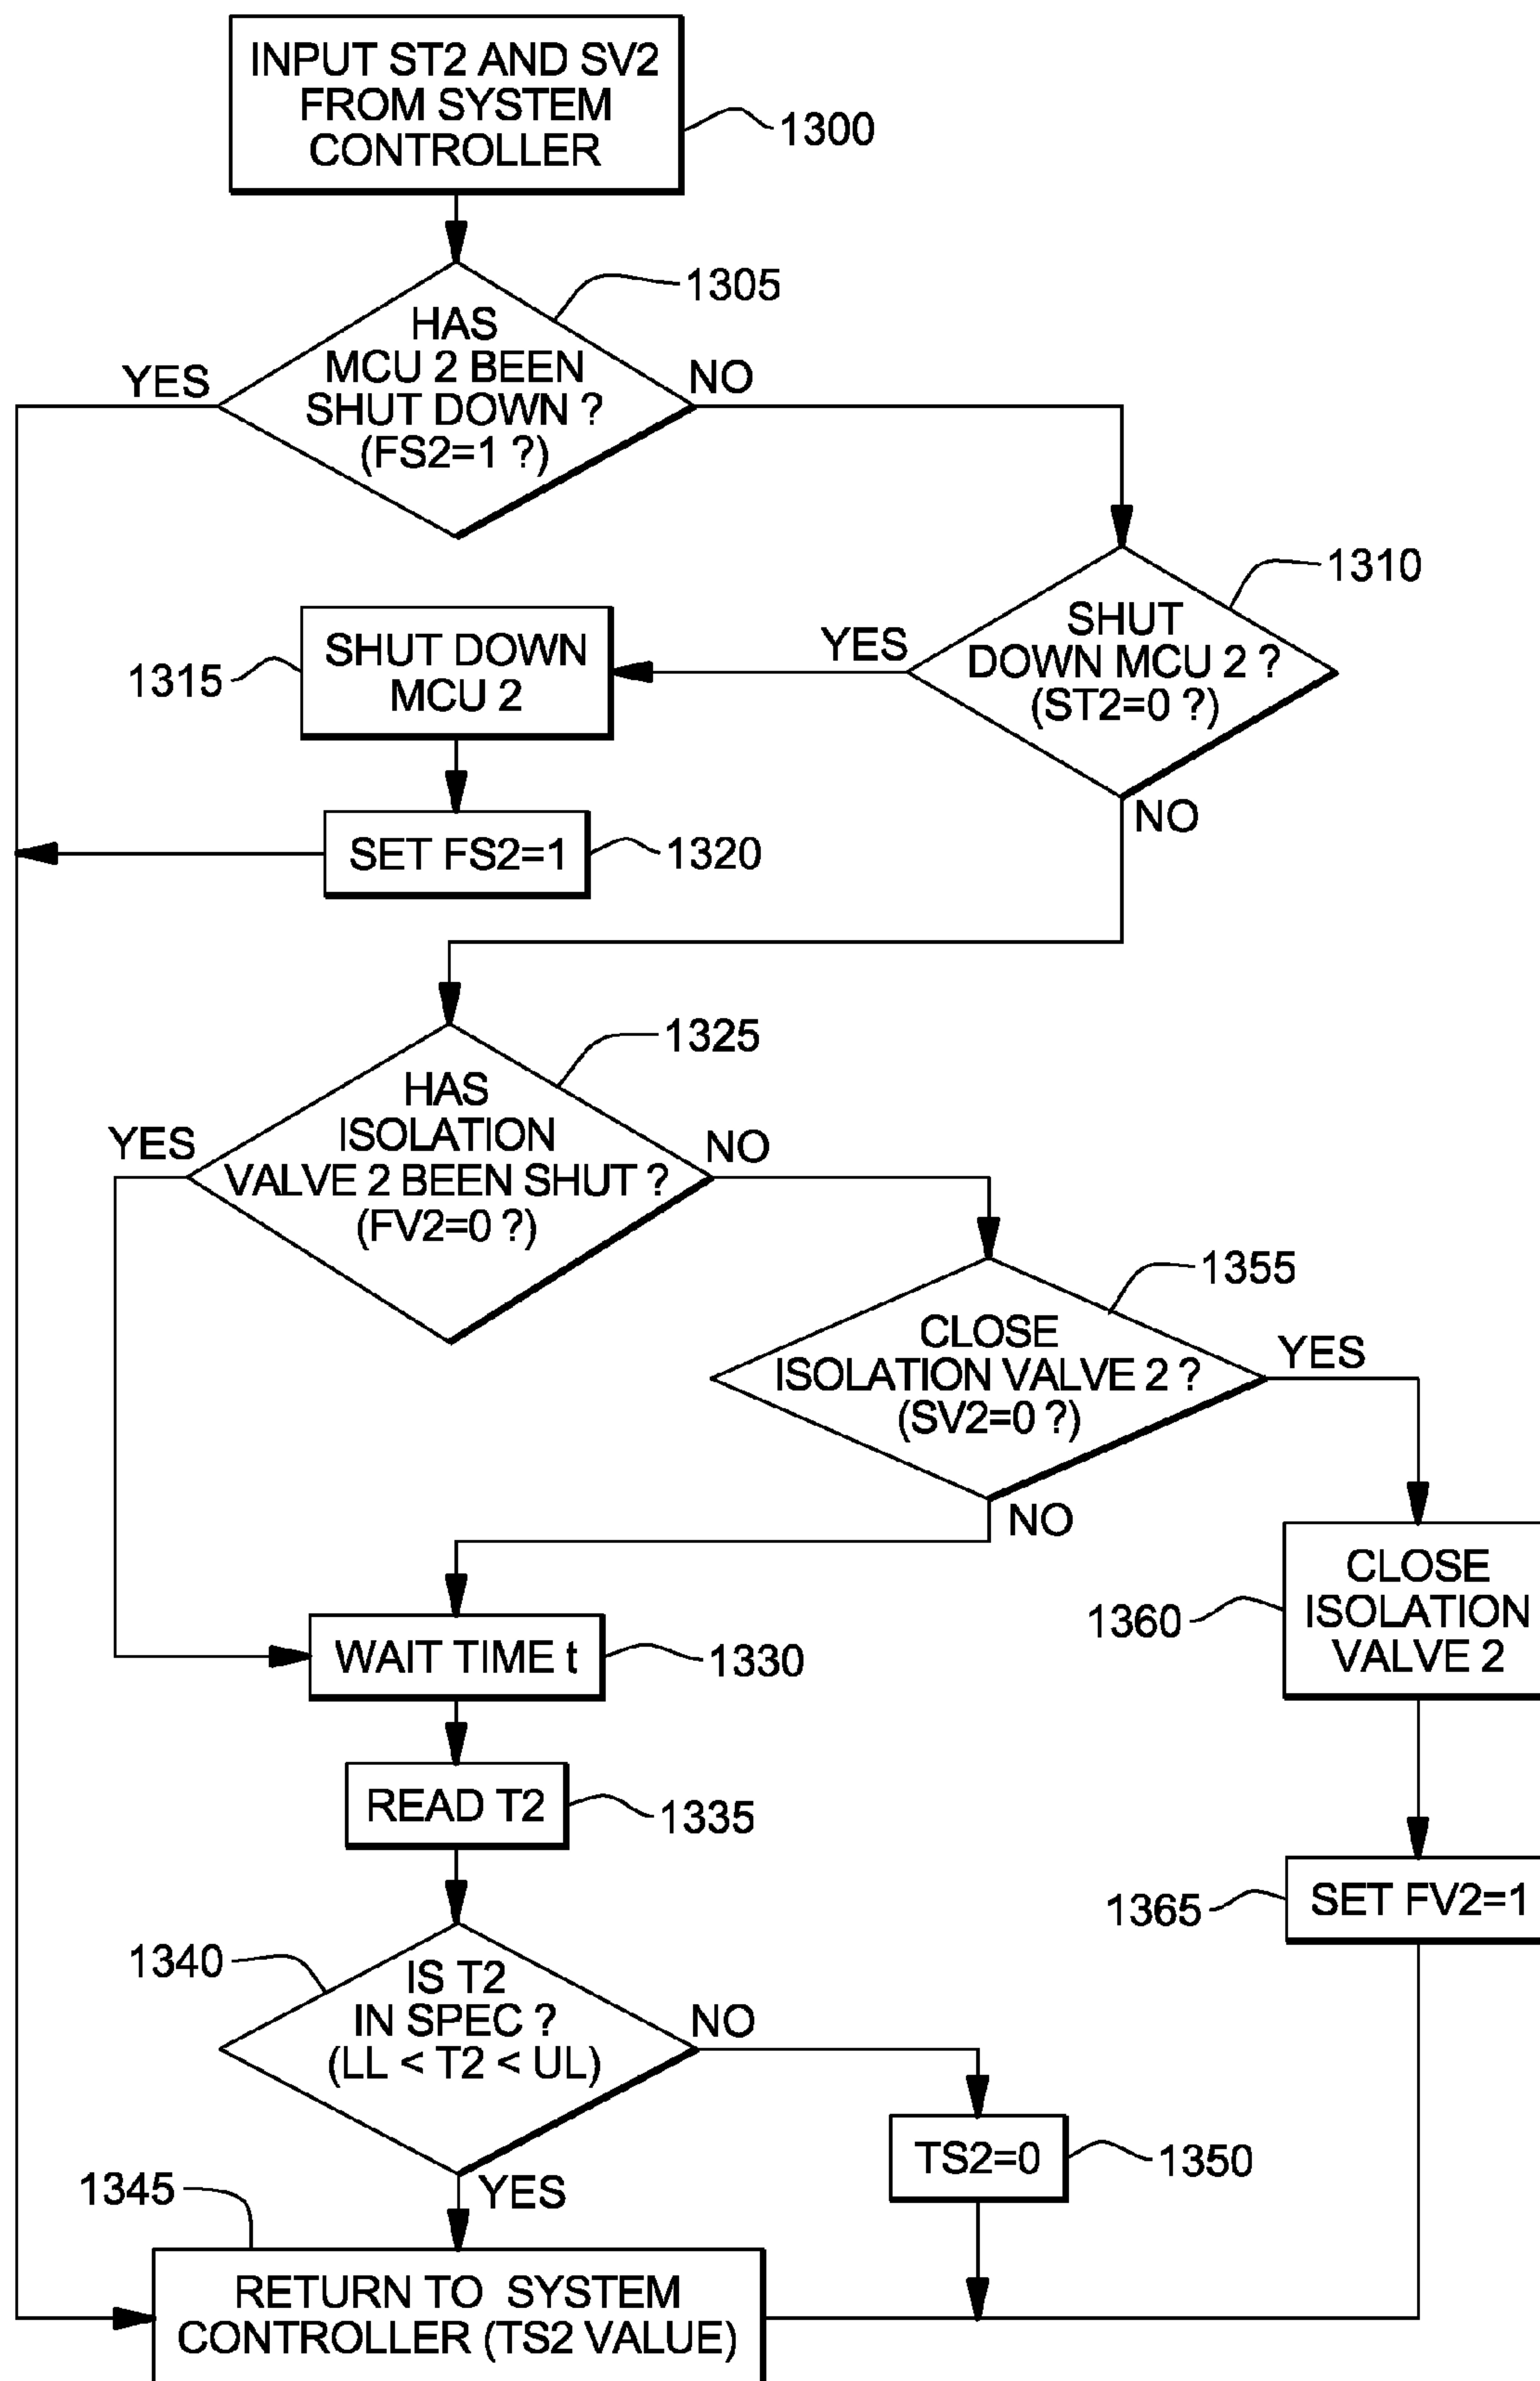 INPUT ST2 AND SV2
FROM SYSTEM
CONTROLLER
1300
HAS
MCU 2 BEEN
SHUT DOWN ?
(FS2=1 ?)
1305
YES
NO
SHUT
DOWN MCU 2 ?
(ST2=0 ?)
1310
YES
NO
SHUT DOWN
MCU 2
1315
SET FS2=1
1320
HAS
ISOLATION
VALVE 2 BEEN SHUT ?
(FV2=0 ?)
1325
YES
NO
CLOSE
ISOLATION VALVE 2 ?
(SV2=0 ?)
1355
YES
NO
CLOSE
ISOLATION
VALVE 2
1360
WAIT TIME t
1330
READ T2
1335
SET FV2=1
1365
IS T2
IN SPEC ?
(LL < T2 < UL)
1340
NO
YES
TS2=0
1350
1345
RETURN TO SYSTEM
CONTROLLER (TS2 VALUE)